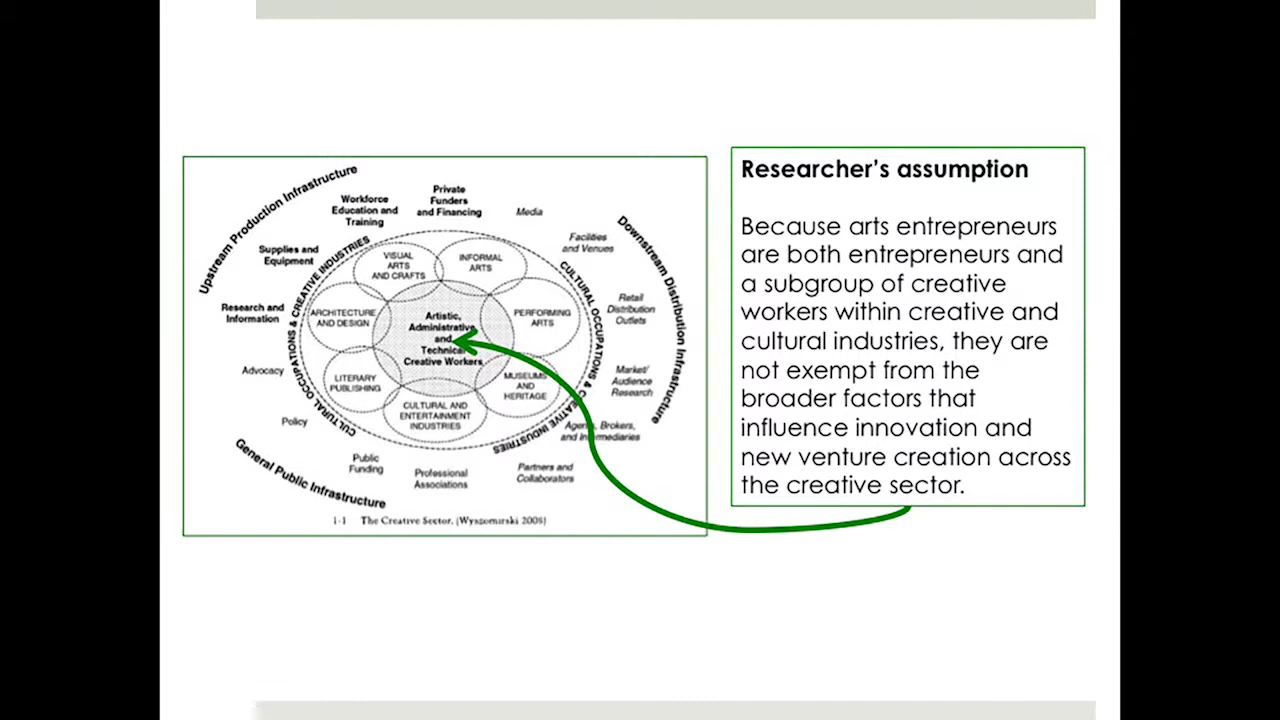 Upstream Production Infrastructure
Workforce
Education and
Training
Private
Funders
and Financing
Media
Facilities
and Venues
Downstream Distribution Infrastructure
Supplies and
Equipment
CULTURAL OCCUPATIONS & CREATIVE INDUSTRIES
VISUAL
ARTS
AND CRAFTS
INFORMAL
ARTS
CULTURAL OCCUPATIONS & CREATIVE INDUSTRIES
Research and
Information
ARCHITECTURE
AND DESIGN
Artistic,
Administrative
and
Technical
Creative Workers
PERFORMING
ARTS
Retail
Distribution
Outlets
Advocacy
LITERARY
PUBLISHING
MUSEUMS
AND
HERITAGE
Market/
Audience
Research
Policy
CULTURAL AND
ENTERTAINMENT
INDUSTRIES
Agents, Brokers,
and Intermediaries
General Public Infrastructure
Public
Funding
Professional
Associations
Partners and
Collaborators
1-1 The Creative Sector. (Wyszomirski 2008)
Researcher's assumption
Because arts entrepreneurs
are both entrepreneurs and
a subgroup of creative
workers within creative and
cultural industries, they are
not exempt from the
broader factors that
influence innovation and
new venture creation across
the creative sector.